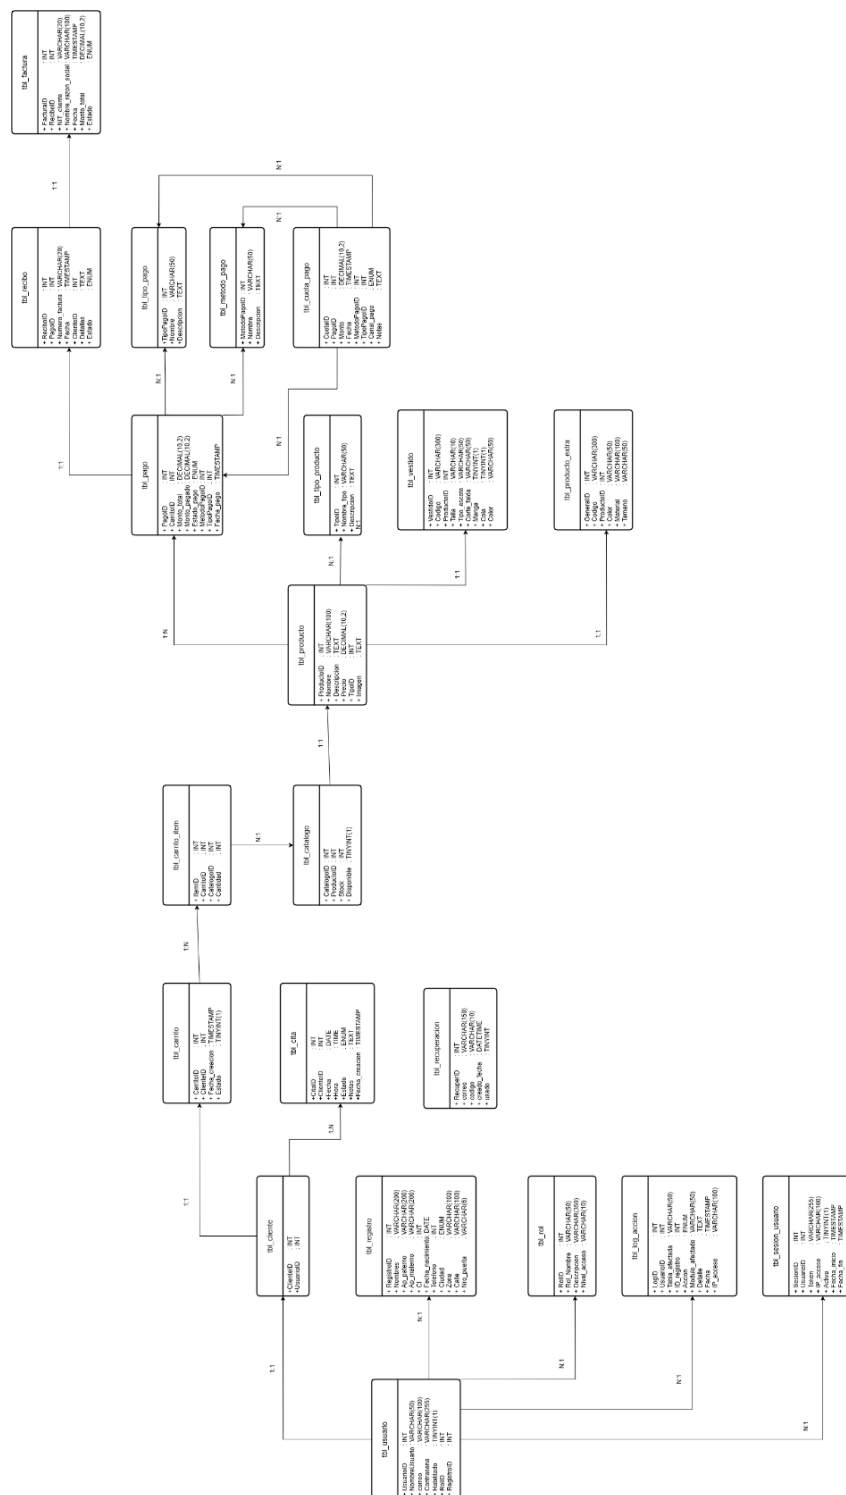 tbl_usuario
+ UsuarioID : INT
+ NombreUsuario : VARCHAR(50)
+ correo : VARCHAR(100)
+ Contrasena : VARCHAR(255)
+ Habilitado : TINYINT(1)
+ RolID : INT
+ RegistroID : INT
1:1
N:1
N:1
N:1
N:1
tbl_cliente
+ClienteID : INT
+UsuarioID : INT
tbl_registro
+ RegistroID : INT
+ Nombres : VARCHAR(200)
+ Ap_paterno : VARCHAR(200)
+ Ap_materno : VARCHAR(200)
+ CI : INT
+ Fecha_nacimiento: DATE
+ Telefono : INT
+ Ciudad : ENUM
+ Zona : VARCHAR(100)
+ Calle : VARCHAR(100)
+ Nro_puerta : VARCHAR(6)
tbl_rol
+ RolID : INT
+ Rol_Nombre : VARCHAR(50)
+ Descripcion : VARCHAR(350)
+ Nivel_acceso : VARCHAR(10)
tbl_log_accion
+ LogID : INT
+ UsuarioID : INT
+ Tabla_afectada : VARCHAR(50)
+ ID_registro : INT
+ Accion : ENUM
+ Modulo_afectado : VARCHAR(50)
+ Detalle : TEXT
+ Fecha : TIMESTAMP
+ IP_acceso : VARCHAR(100)
tbl_sesion_usuario
+ SesionID : INT
+ UsuarioID : INT
+ Token : VARCHAR(255)
+ IP_acceso : VARCHAR(100)
+ Activo : TINYINT(1)
+ Fecha_inicio : TIMESTAMP
+ Fecha_fin : TIMESTAMP
1:1
1:N
tbl_carrito
+ CarritoID : INT
+ ClienteID : INT
+ Fecha_creacion : TIMESTAMP
+ Estado : TINYINT(1)
tbl_cita
+CitaID : INT
+ClienteID : INT
+Fecha : DATE
+Hora : TIME
+Estado : ENUM
+Notas : TEXT
+Fecha_creacion : TIMESTAMP
tbl_recuperacion
+ RecuperID : INT
+ correo : VARCHAR(150)
+ codigo : VARCHAR(10)
+ creado_fecha : DATETIME
+ usado : TINYINT
1:N
tbl_carrito_item
+ ItemID : INT
+ CarritoID : INT
+ CatalogoID : INT
+ Cantidad : INT
N:1
tbl_catalogo
+ CatalogoID : INT
+ ProductoID : INT
+ Stock : INT
+ Disponible : TINYINT(1)
1:1
tbl_producto
+ ProductoID : INT
+ Nombre : VARCHAR(100)
+ Descripcion : TEXT
+ Precio : DECIMAL(10,2)
+ TipoID : INT
+ Imagen : TEXT
1:N
N:1
1:1
1:1
tbl_pago
+ PagoID : INT
+ CarritoID : INT
+ Monto_total : DECIMAL(10,2)
+ Monto_pagado : DECIMAL(10,2)
+ Estado_pago : ENUM
+ MetodoPagoID : INT
+ TipoPagoID : INT
+ Fecha_pago : TIMESTAMP
tbl_tipo_producto
+ TipoID : INT
+ Nombre_tipo : VARCHAR(50)
+ Descripcion : TEXT
N:1
tbl_vestido
+ VestidoID : INT
+ Codigo : VARCHAR(300)
+ ProductoID : INT
+ Talla : VARCHAR(10)
+ Tipo_escote : VARCHAR(50)
+ Corte_falda : VARCHAR(50)
+ Manga : TINYINT(1)
+ Cola : TINYINT(1)
+ Color : VARCHAR(50)
tbl_producto_extra
+ GeneralID : INT
+ Codigo : VARCHAR(300)
+ ProductoID : INT
+ Color : VARCHAR(50)
+ Material : VARCHAR(100)
+ Tamano : VARCHAR(50)
1:1
N:1
N:1
N:1
tbl_recibo
+ ReciboID : INT
+ PagoID : INT
+ Numero_factura : VARCHAR(20)
+ Fecha : TIMESTAMP
+ ClienteID : INT
+ Detalles : TEXT
+ Estado : ENUM
tbl_tipo_pago
+TipoPagoID : INT
+Nombre : VARCHAR(50)
+Descripcion : TEXT
tbl_metodo_pago
+ MetodoPagoID : INT
+ Nombre : VARCHAR(50)
+ Descripcion : TEXT
tbl_cuota_pago
+ CuotaID : INT
+ PagoID : INT
+ Monto : DECIMAL(10,2)
+ Fecha : TIMESTAMP
+ MetodoPagoID : INT
+ TipoPagoID : INT
+ Canal_pago : ENUM
+ Notas : TEXT
1:1
N:1
N:1
tbl_factura
+ FacturaID : INT
+ ReciboID : INT
+ NIT_cliente : VARCHAR(20)
+ Nombre_razon_social : VARCHAR(100)
+ Fecha : TIMESTAMP
+ Monto_total : DECIMAL(10,2)
+ Estado : ENUM